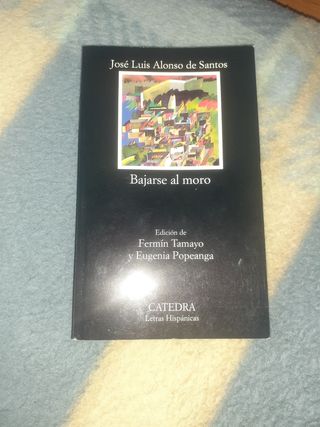 José Luis Alonso de Santos
Bajarse al moro
Edición de
Fermín Tamayo
y Eugenia Popeanga
CATEDRA
Letras Hispánicas